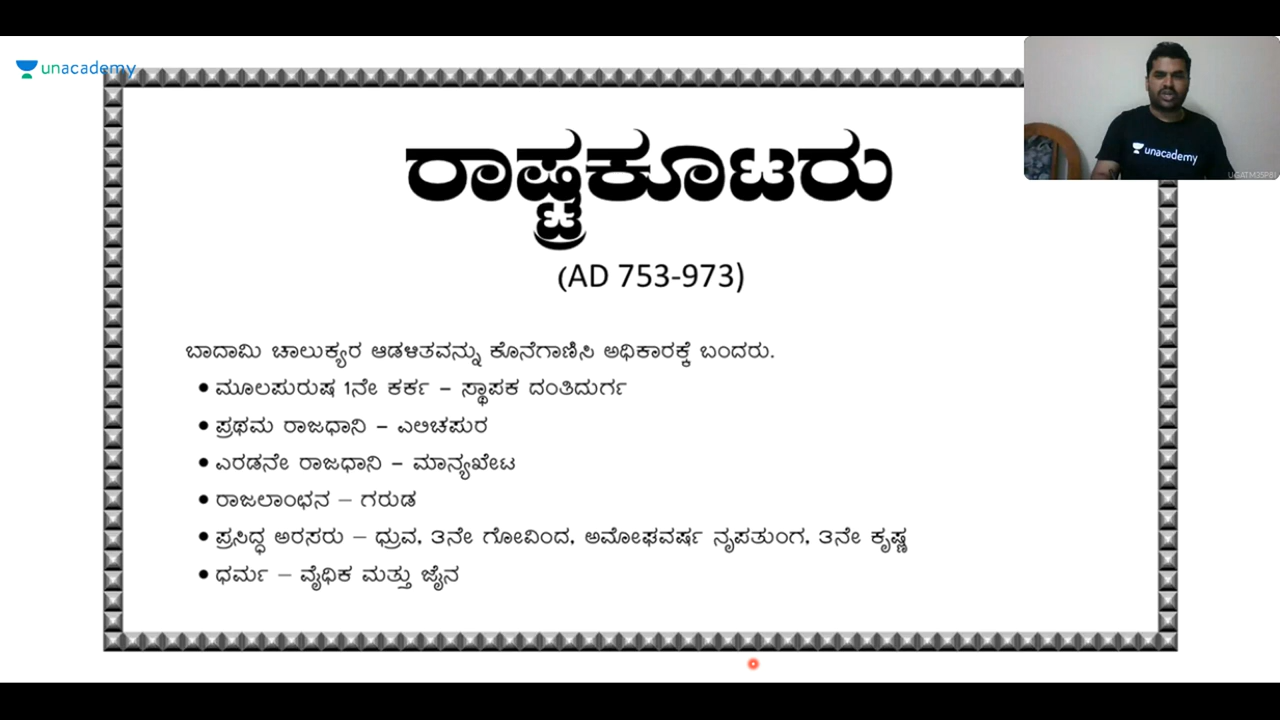 unacademy
ರಾಷ್ಟ್ರಕೂಟರು
unacademy
(AD 753-973)
ಬಾದಾಮಿ ಚಾಲುಕ್ಯರ ಆಡಳಿತವನ್ನು ಕೊನೆಗಾಣಿಸಿ ಅಧಿಕಾರಕ್ಕೆ ಬಂದರು.
• ಮೂಲಪುರುಷ 1ನೇ ಕರ್ಕ – ಸ್ಥಾಪಕ ದಂತಿದುರ್ಗ
• ಪ್ರಥಮ ರಾಜಧಾನಿ – ಎಲಿಚಪುರ
• ಎರಡನೇ ರಾಜಧಾನಿ – ಮಾನ್ಯಖೇಟ
• ರಾಜಲಾಂಛನ – ಗರುಡ
• ಪ್ರಸಿದ್ಧ ಅರಸರು – ಧ್ರುವ, 3ನೇ ಗೋವಿಂದ, ಅಮೋಘವರ್ಷ ನೃಪತುಂಗ, 3ನೇ ಕೃಷ್ಣ
• ಧರ್ಮ – ವೈಧಿಕ ಮತ್ತು ಜೈನ